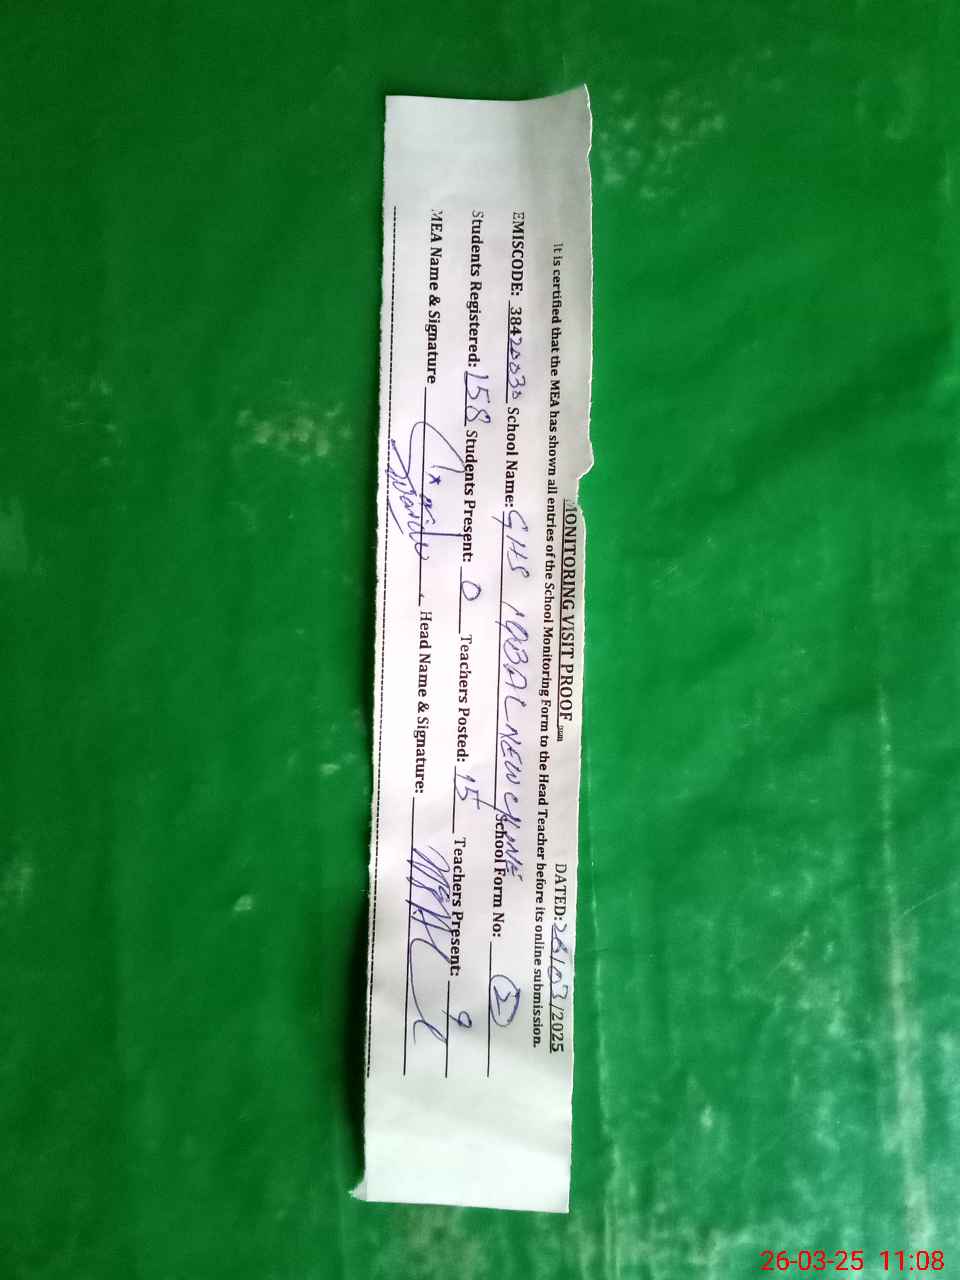 MONITORING VISIT PROOF DATED: 26/03/2025
It is certified that the MEA has shown all entries of the School Monitoring Form to the Head Teacher before its online submission.
EMISCODE: 38420030 School Name: GHS IQBAL NEW School Form No: 2
Students Registered: 158 Students Present: 0 Teachers Posted: 15 Teachers Present: 9
MEA Name & Signature Head Name & Signature:
26-03-25 11:08